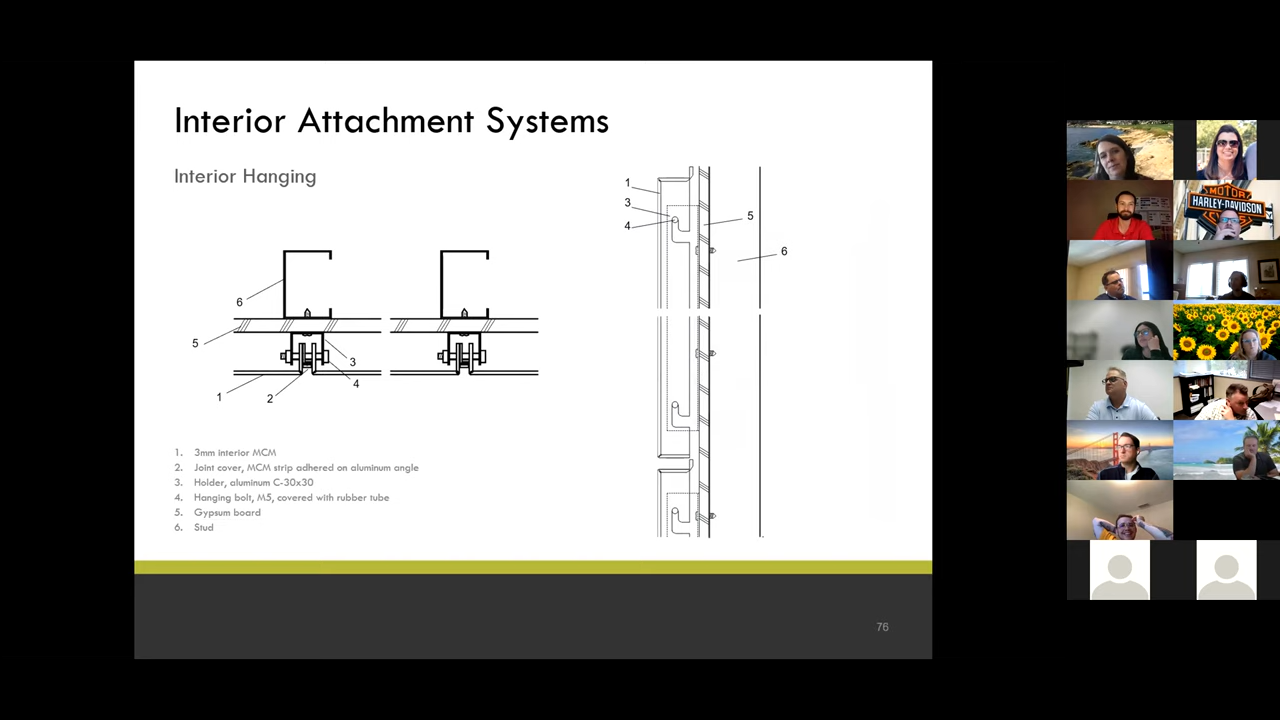 Interior Attachment Systems
Interior Hanging
6
5
3
4
1
2
1
3
4
5
6
1. 3mm interior MCM
2. Joint cover, MCM strip adhered on aluminum angle
3. Holder, aluminum C-30x30
4. Hanging bolt, M5, covered with rubber tube
5. Gypsum board
6. Stud
76
MOTOR
HARLEY-DAVIDSON